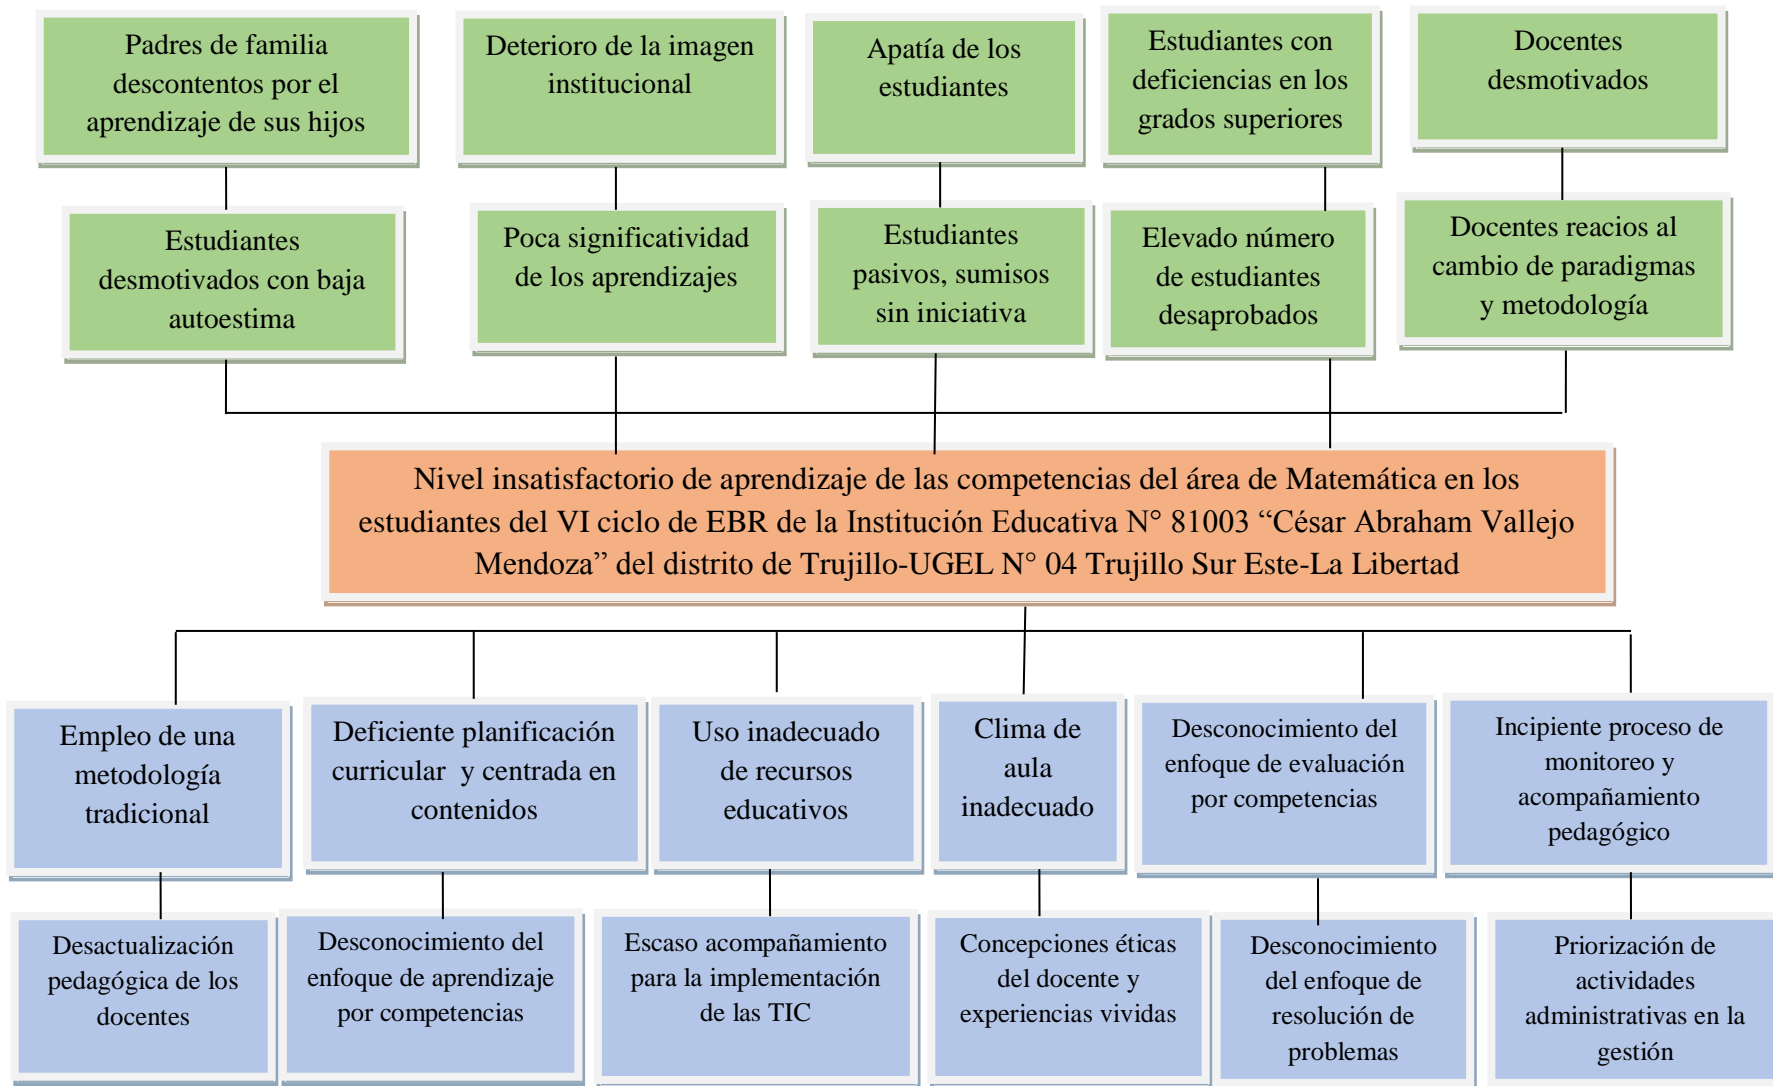 Padres de familia
descontentos por el
aprendizaje de sus hijos
Deterioro de la imagen
institucional
Apatía de los
estudiantes
Estudiantes con
deficiencias en los
grados superiores
Docentes
desmotivados
Estudiantes
desmotivados con baja
autoestima
Poca significatividad
de los aprendizajes
Estudiantes
pasivos, sumisos
sin iniciativa
Elevado número
de estudiantes
desaprobados
Docentes reacios al
cambio de paradigmas
y metodología
Nivel insatisfactorio de aprendizaje de las competencias del área de Matemática en los
estudiantes del VI ciclo de EBR de la Institución Educativa N° 81003 “César Abraham Vallejo
Mendoza” del distrito de Trujillo-UGEL N° 04 Trujillo Sur Este-La Libertad
Empleo de una
metodología
tradicional
Deficiente planificación
curricular y centrada en
contenidos
Uso inadecuado
de recursos
educativos
Clima de
aula
inadecuado
Desconocimiento del
enfoque de evaluación
por competencias
Incipiente proceso de
monitoreo y
acompañamiento
pedagógico
Desactualización
pedagógica de los
docentes
Desconocimiento del
enfoque de aprendizaje
por competencias
Escaso acompañamiento
para la implementación
de las TIC
Concepciones éticas
del docente y
experiencias vividas
Desconocimiento
del enfoque de
resolución de
problemas
Priorización de
actividades
administrativas en la
gestión